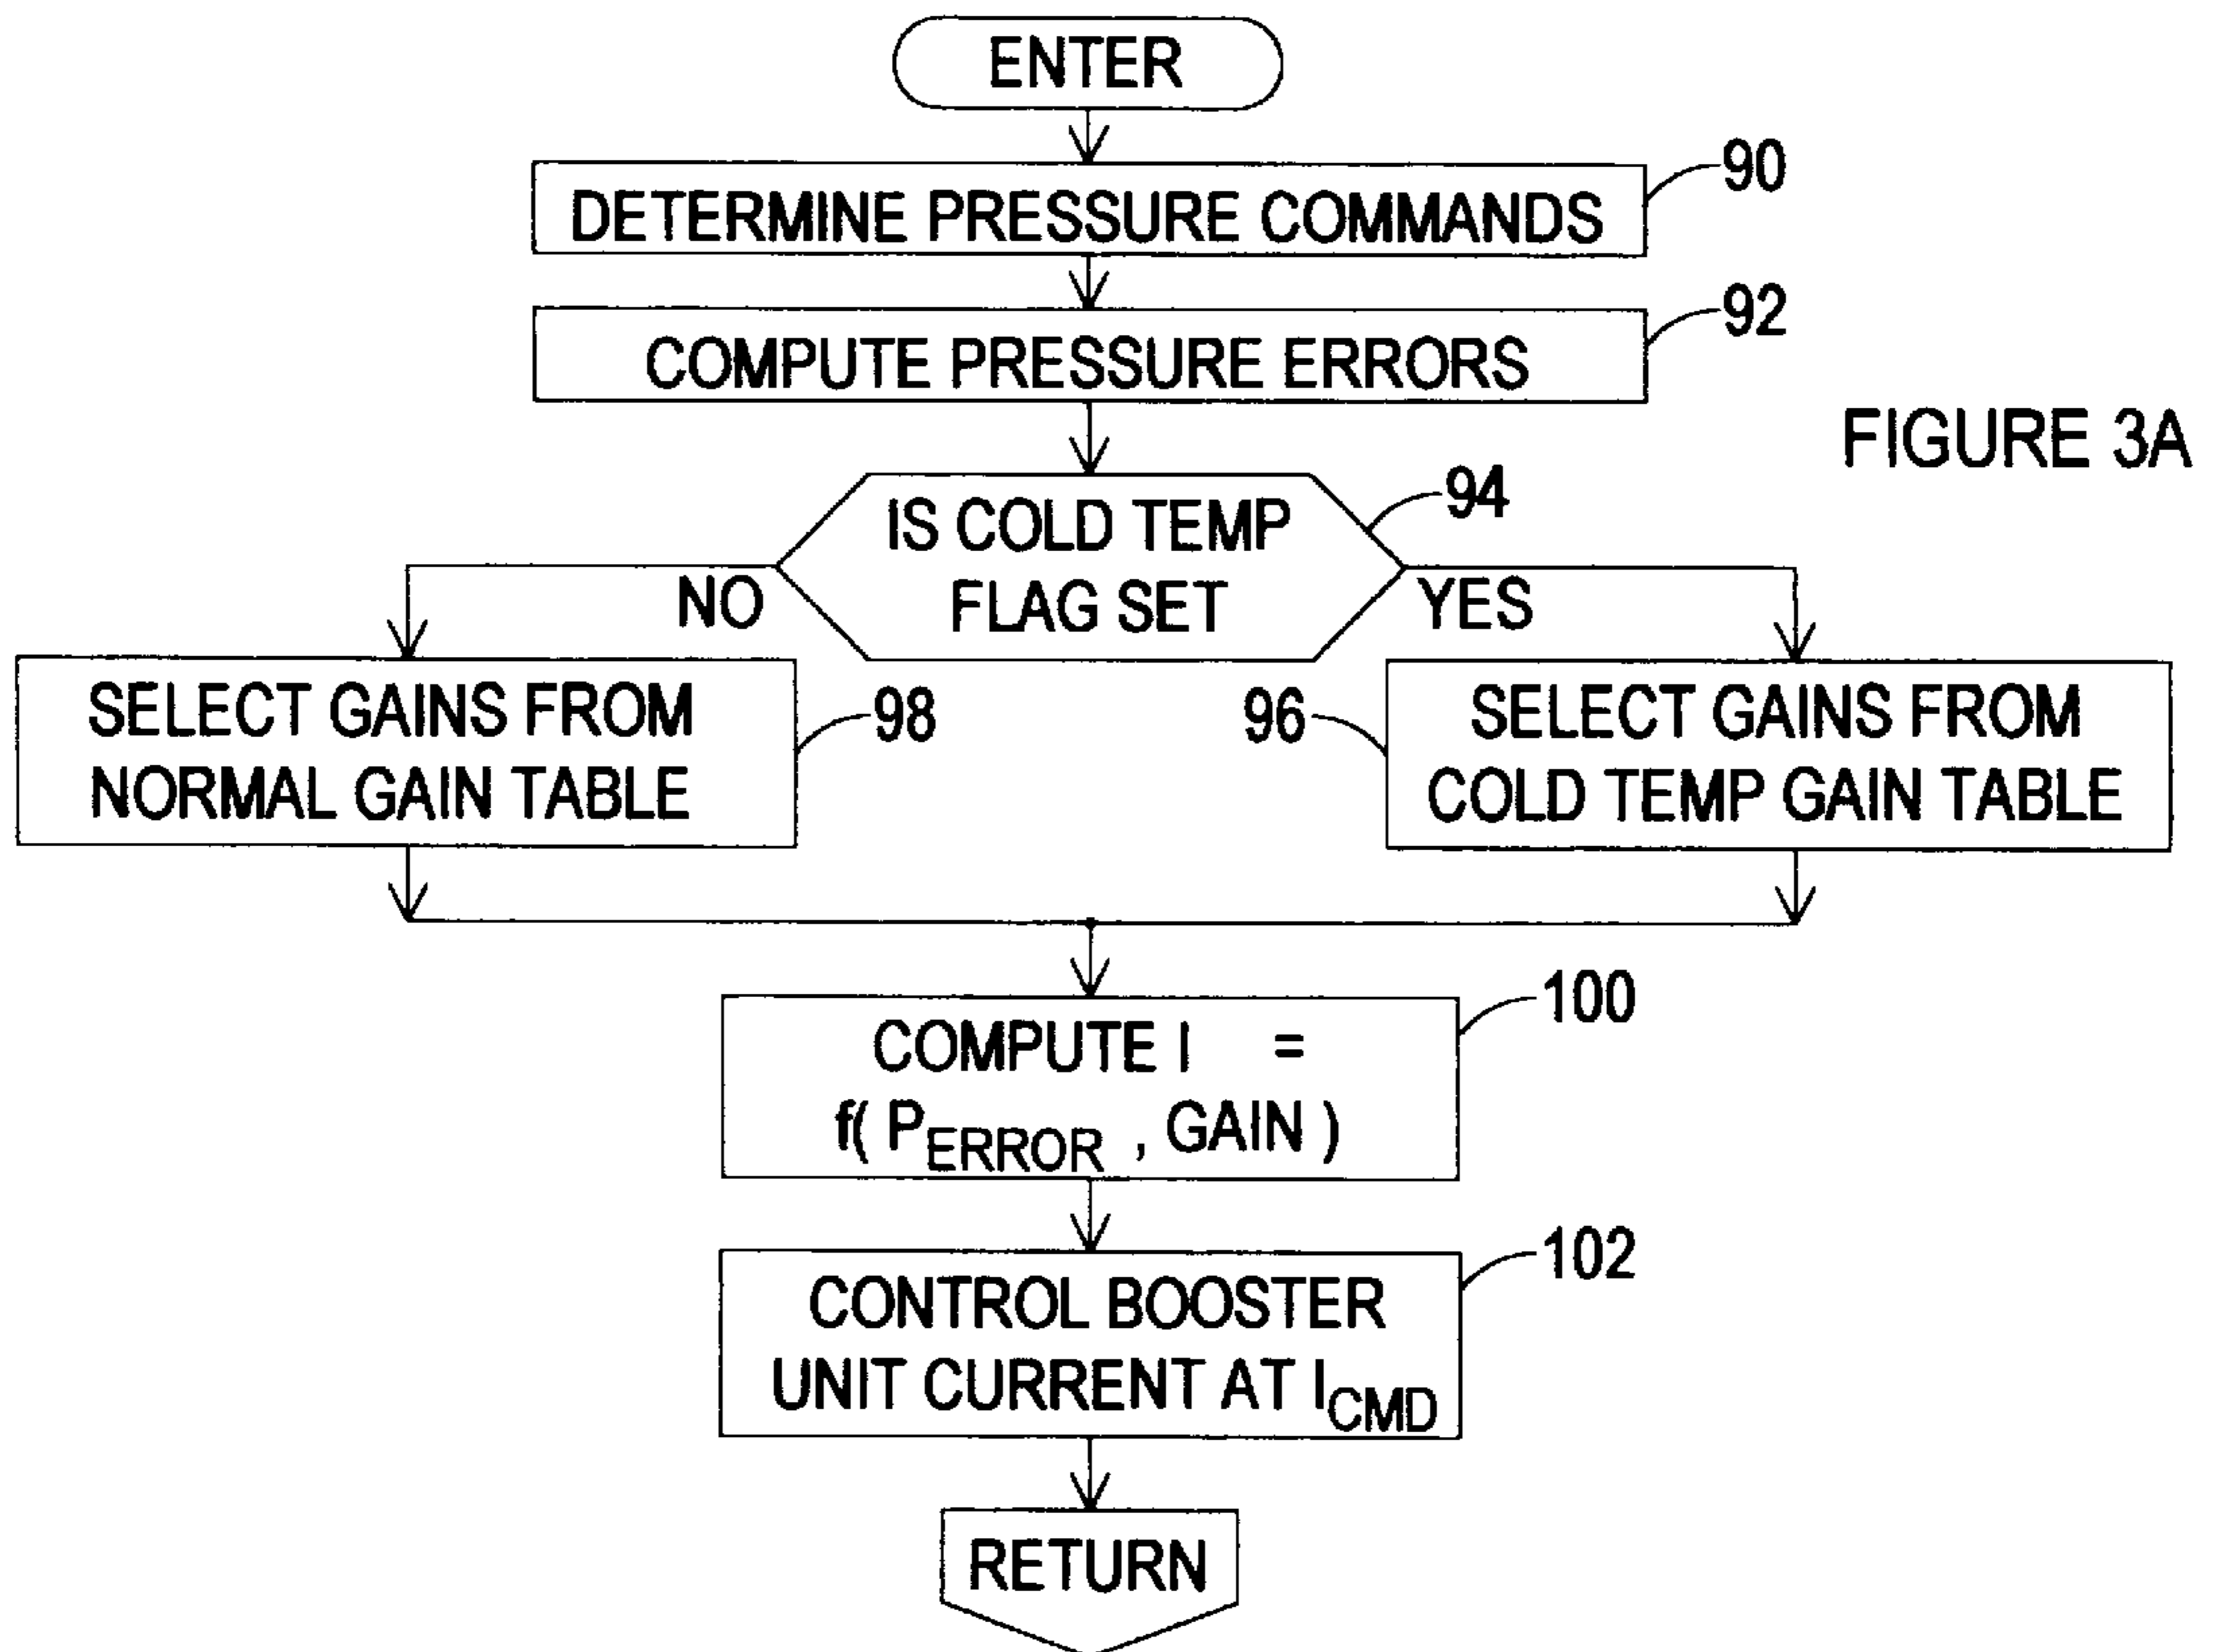 ENTER
90
DETERMINE PRESSURE COMMANDS
92
COMPUTE PRESSURE ERRORS
FIGURE 3A
94
IS COLD TEMP
FLAG SET
NO
YES
SELECT GAINS FROM
NORMAL GAIN TABLE
98
96
SELECT GAINS FROM
COLD TEMP GAIN TABLE
100
COMPUTE I =
f( P_ERROR , GAIN )
102
CONTROL BOOSTER
UNIT CURRENT AT I_CMD
RETURN